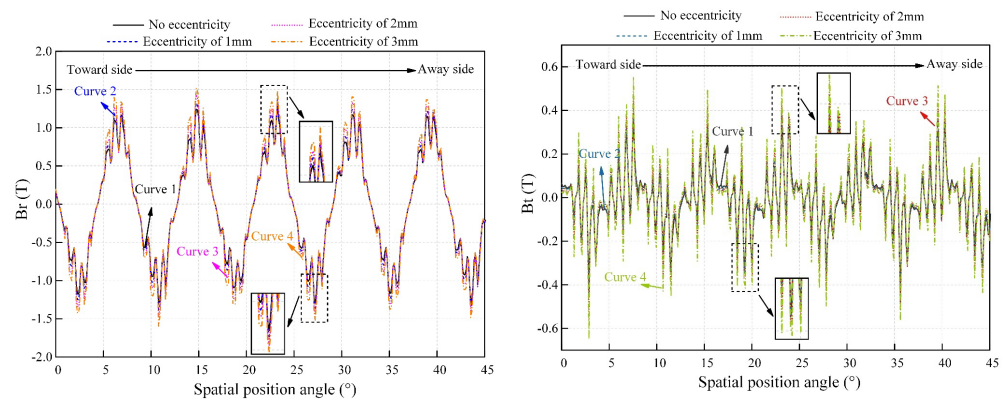 No eccentricity
Eccentricity of 2mm
Eccentricity of 1mm
Eccentricity of 3mm
2.0
1.5
1.0
0.5
0.0
-0.5
-1.0
-1.5
-2.0
Br (T)
Toward side
Away side
Curve 2
Curve 1
Curve 3
Curve 4
0
5
10
15
20
25
30
35
40
45
Spatial position angle (°)
No eccentricity
Eccentricity of 2mm
Eccentricity of 1mm
Eccentricity of 3mm
0.6
0.4
0.2
0.0
-0.2
-0.4
-0.6
Bt (T)
Toward side
Away side
Curve 3
Curve 1
Curve 2
Curve 4
0
5
10
15
20
25
30
35
40
45
Spatial position angle (°)